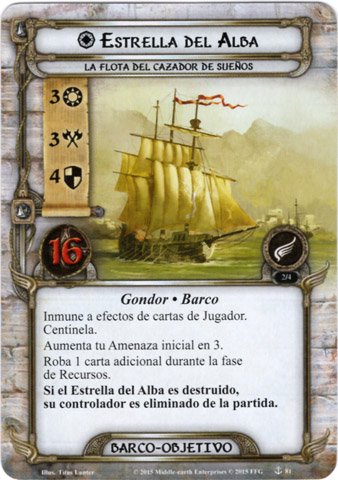 Estrella del Alba
La Flota del Cazador de Sueños
3
3
4
16
2/4
Gondor • Barco
Inmune a efectos de cartas de Jugador.
Centinela.
Aumenta tu Amenaza inicial en 3.
Roba 1 carta adicional durante la fase
de Recursos.
Si el Estrella del Alba es destruido,
su controlador es eliminado de la partida.
Barco-Objetivo
Illus. Titus Lunter
© 2015 Middle-earth Enterprises © 2015 FFG
81